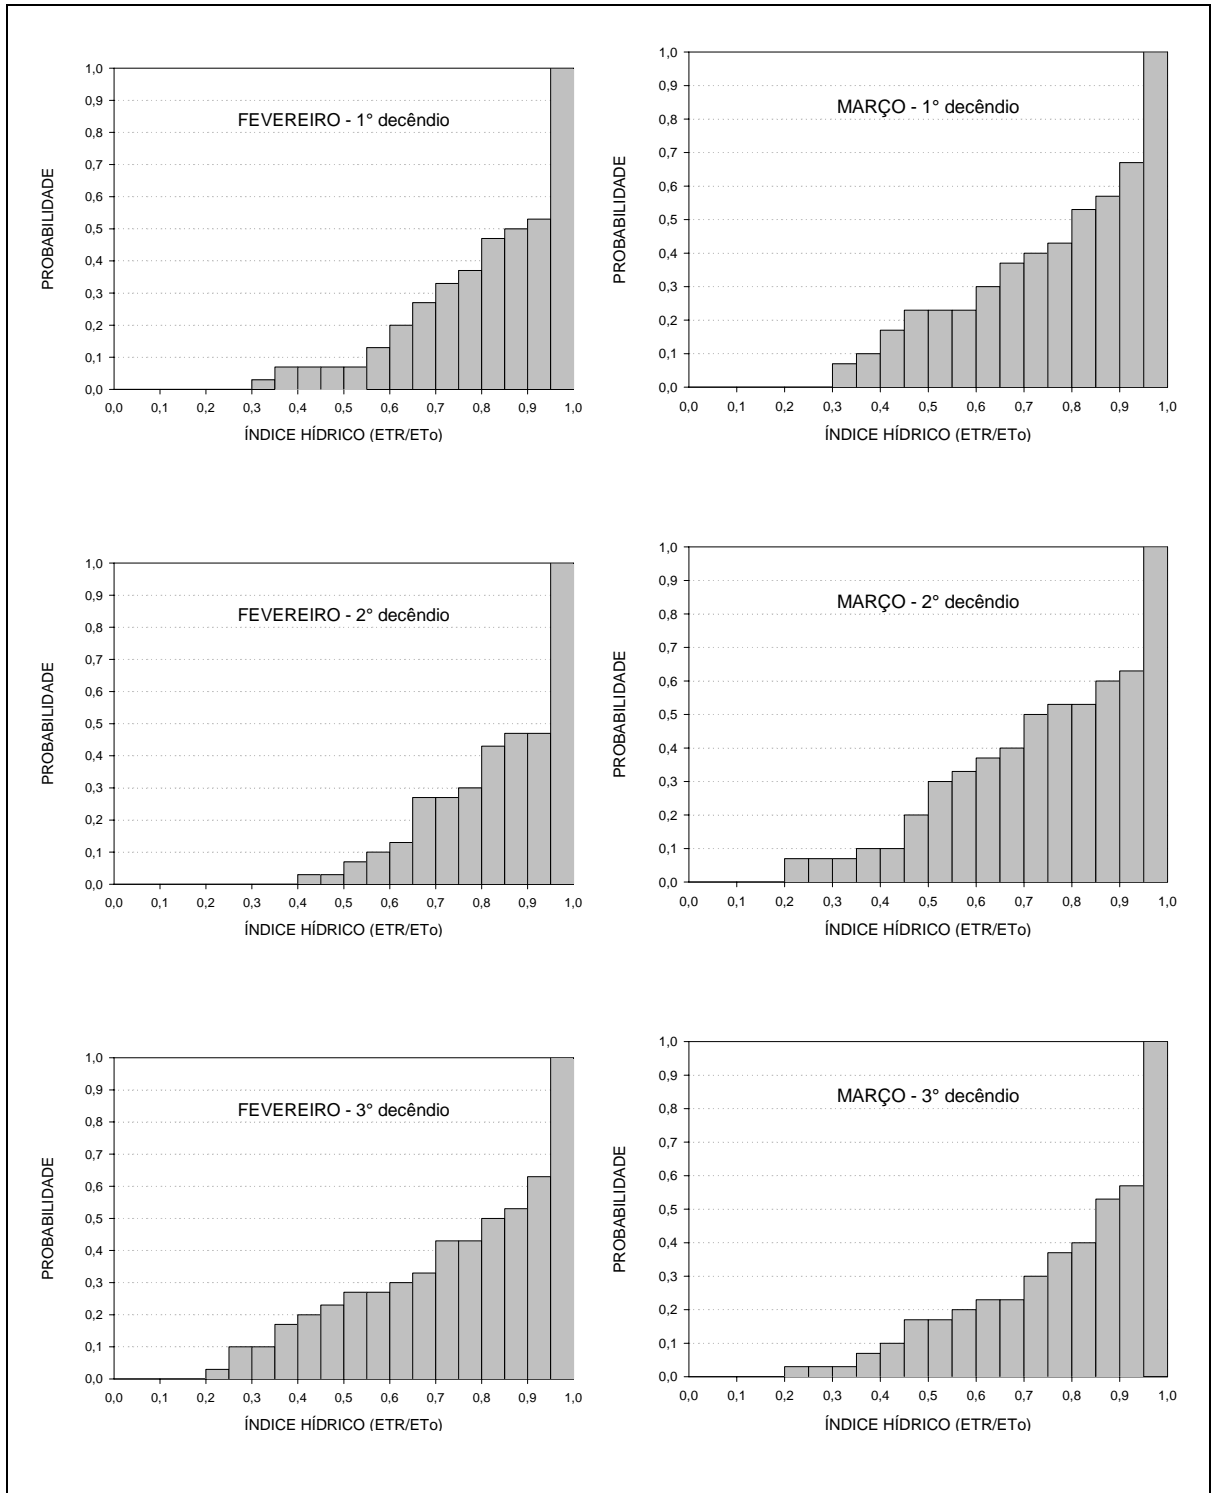 FEVEREIRO - 1° decêndio
PROBABILIDADE
1,0
0,9
0,8
0,7
0,6
0,5
0,4
0,3
0,2
0,1
0,0
0,0 0,1 0,2 0,3 0,4 0,5 0,6 0,7 0,8 0,9 1,0
ÍNDICE HÍDRICO (ETR/ETo)
MARÇO - 1° decêndio
PROBABILIDADE
1,0
0,9
0,8
0,7
0,6
0,5
0,4
0,3
0,2
0,1
0,0
0,0 0,1 0,2 0,3 0,4 0,5 0,6 0,7 0,8 0,9 1,0
ÍNDICE HÍDRICO (ETR/ETo)
FEVEREIRO - 2° decêndio
PROBABILIDADE
1,0
0,9
0,8
0,7
0,6
0,5
0,4
0,3
0,2
0,1
0,0
0,0 0,1 0,2 0,3 0,4 0,5 0,6 0,7 0,8 0,9 1,0
ÍNDICE HÍDRICO (ETR/ETo)
MARÇO - 2° decêndio
PROBABILIDADE
1,0
0,9
0,8
0,7
0,6
0,5
0,4
0,3
0,2
0,1
0,0
0,0 0,1 0,2 0,3 0,4 0,5 0,6 0,7 0,8 0,9 1,0
ÍNDICE HÍDRICO (ETR/ETo)
FEVEREIRO - 3° decêndio
PROBABILIDADE
1,0
0,9
0,8
0,7
0,6
0,5
0,4
0,3
0,2
0,1
0,0
0,0 0,1 0,2 0,3 0,4 0,5 0,6 0,7 0,8 0,9 1,0
ÍNDICE HÍDRICO (ETR/ETo)
MARÇO - 3° decêndio
PROBABILIDADE
1,0
0,9
0,8
0,7
0,6
0,5
0,4
0,3
0,2
0,1
0,0
0,0 0,1 0,2 0,3 0,4 0,5 0,6 0,7 0,8 0,9 1,0
ÍNDICE HÍDRICO (ETR/ETo)